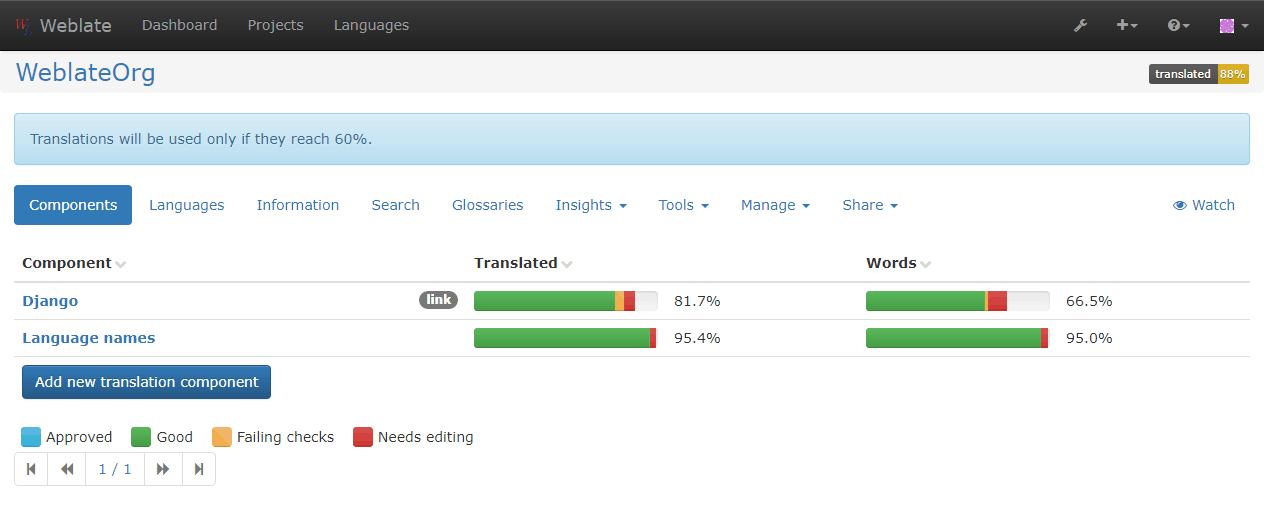 Weblate Dashboard Projects Languages
WeblateOrg translated 88%
Translations will be used only if they reach 60%.
Components Languages Information Search Glossaries Insights Tools Manage Share Watch
Component Translated Words
Django link 81.7% 66.5%
Language names 95.4% 95.0%
Add new translation component
Approved Good Failing checks Needs editing
1 / 1